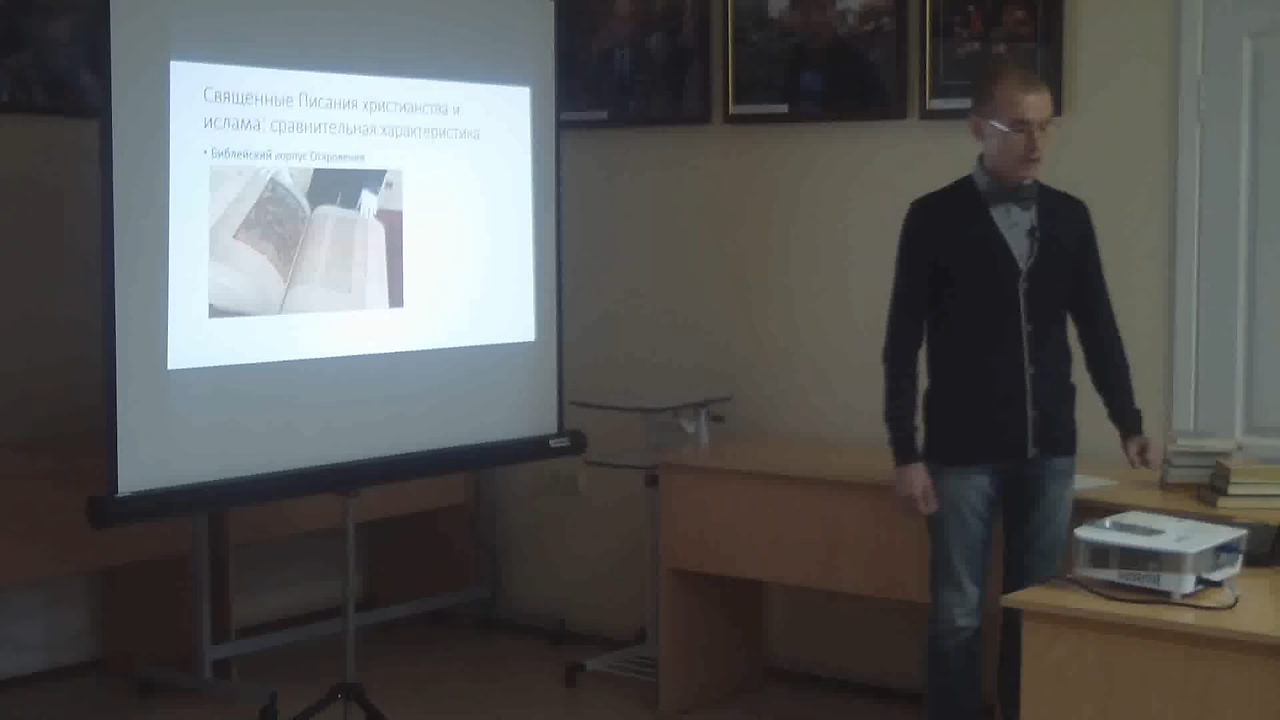 Священные Писания христианства и
ислама: сравнительная характеристика
• Библейский корпус Откровения